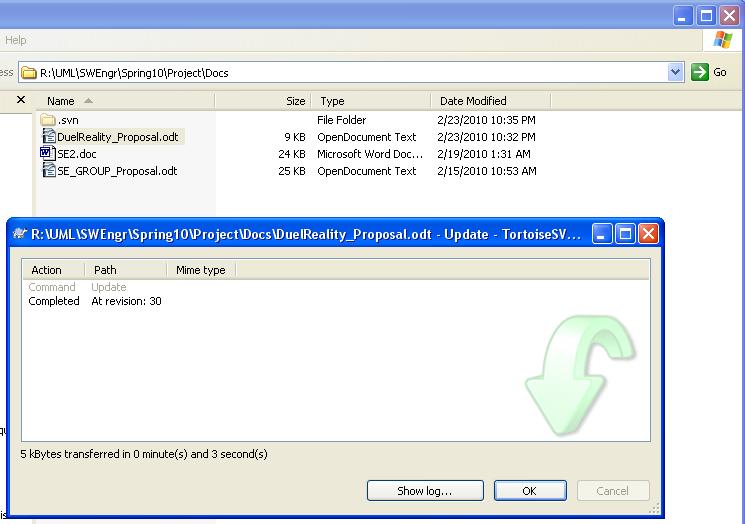 Help
ess R:\UML\SWEngr\Spring10\Project\Docs Go
Name Size Type Date Modified
.svn File Folder 2/23/2010 10:35 PM
DuelReality_Proposal.odt 9 KB OpenDocument Text 2/23/2010 10:32 PM
SE2.doc 24 KB Microsoft Word Doc... 2/19/2010 1:31 AM
SE_GROUP_Proposal.odt 25 KB OpenDocument Text 2/15/2010 10:53 AM
R:\UML\SWEngr\Spring10\Project\Docs\DuelReality_Proposal.odt - Update - TortoiseSV...
Action Path Mime type
Command Update
Completed At revision: 30
5 kBytes transferred in 0 minute(s) and 3 second(s)
Show log... OK Cancel